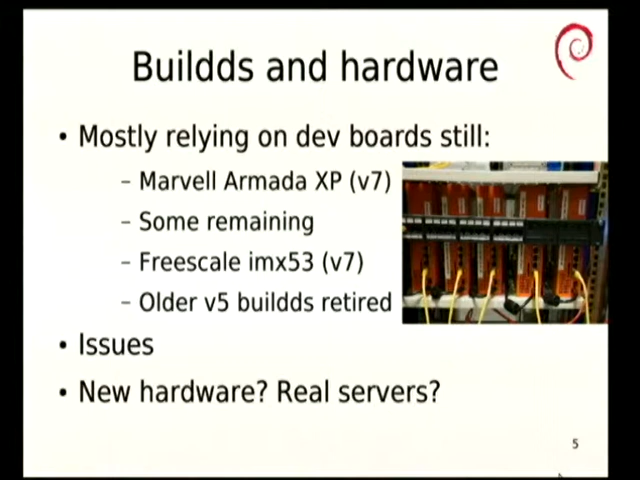 Buildds and hardware
• Mostly relying on dev boards still:
– Marvell Armada XP (v7)
– Some remaining
– Freescale imx53 (v7)
– Older v5 buildds retired
• Issues
• New hardware? Real servers?
5